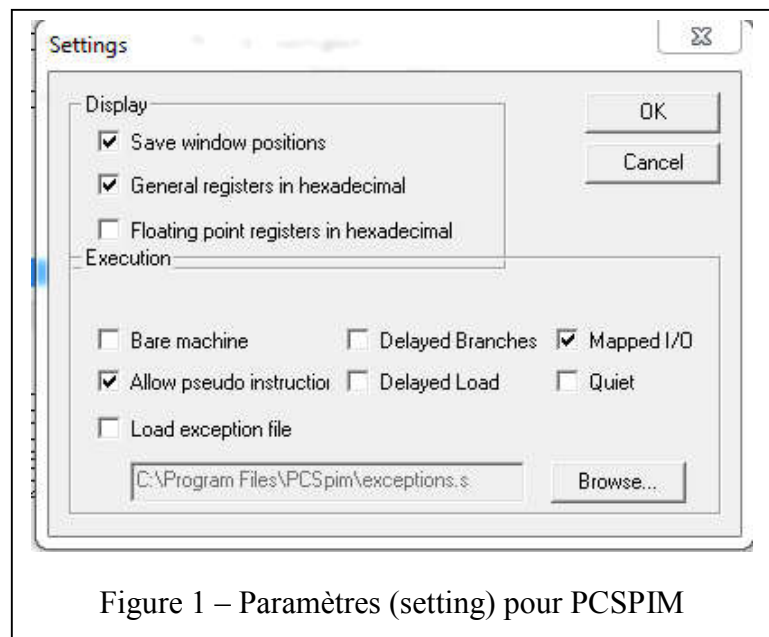 Settings
Display
OK
Save window positions
Cancel
General registers in hexadecimal
Floating point registers in hexadecimal
Execution
Bare machine Delayed Branches Mapped I/O
Allow pseudo instruction Delayed Load Quiet
Load exception file
C:\Program Files\PCSpim\exceptions.s Browse...
Figure 1 – Paramètres (setting) pour PCSPIM